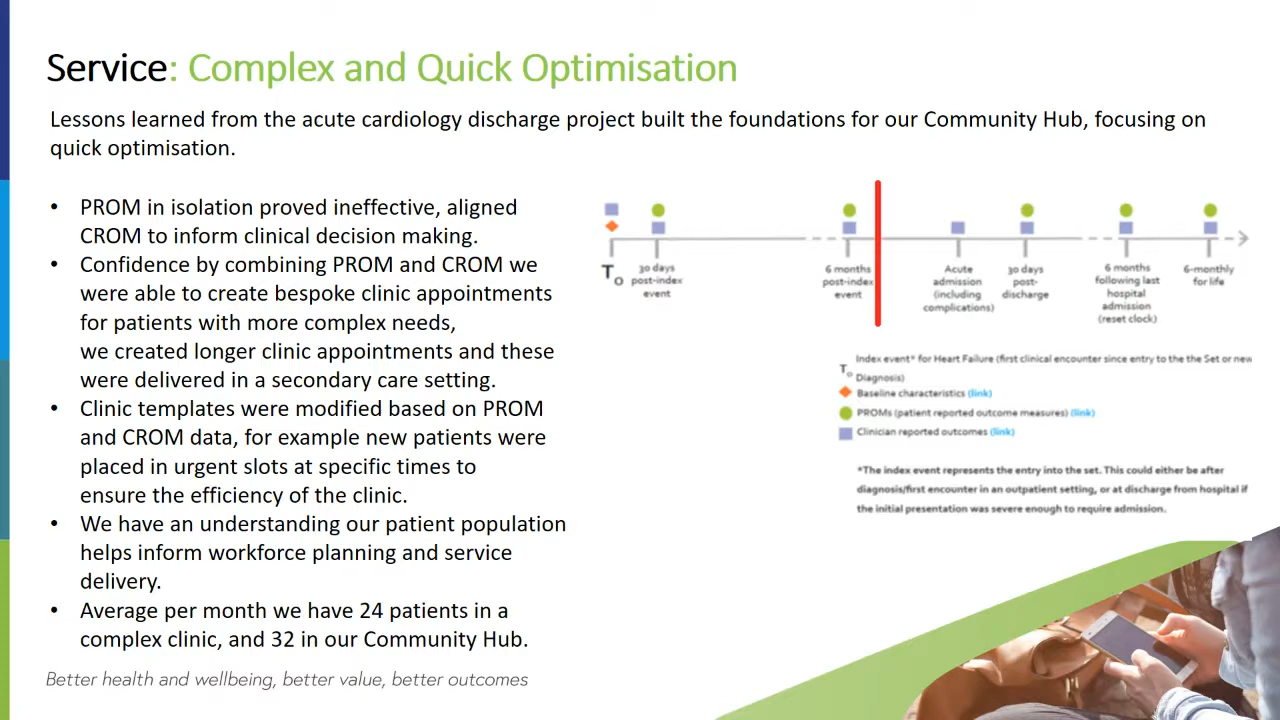 Service: Complex and Quick Optimisation
Lessons learned from the acute cardiology discharge project built the foundations for our Community Hub, focusing on
quick optimisation.
• PROM in isolation proved ineffective, aligned
CROM to inform clinical decision making.
• Confidence by combining PROM and CROM we
were able to create bespoke clinic appointments
for patients with more complex needs,
we created longer clinic appointments and these
were delivered in a secondary care setting.
• Clinic templates were modified based on PROM
and CROM data, for example new patients were
placed in urgent slots at specific times to
ensure the efficiency of the clinic.
• We have an understanding our patient population
helps inform workforce planning and service
delivery.
• Average per month we have 24 patients in a
complex clinic, and 32 in our Community Hub.
Better health and wellbeing, better value, better outcomes
To
30 days
post-index
event
6 months
post-index
event
Acute
admission
(including
complications)
30 days
post-
discharge
6 months
following last
hospital
admission
(reset clock)
6-monthly
for life
To
Index event* for Heart Failure (first clinical encounter since entry to the the Set or new
Diagnosis)
Baseline characteristics (link)
PROMs (patient reported outcome measures) (link)
Clinician reported outcomes (link)
*The index event represents the entry into the set. This could either be after
diagnosis/first encounter in an outpatient setting, or at discharge from hospital if
the initial presentation was severe enough to require admission.